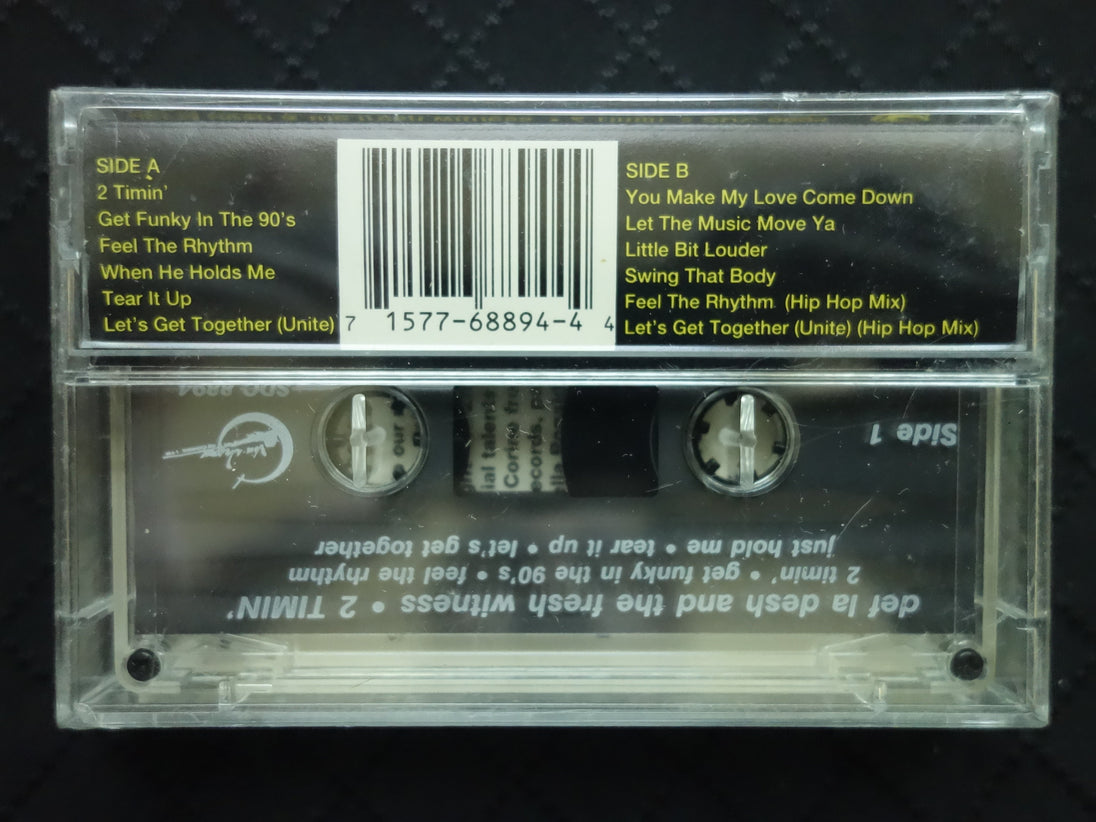 SIDE A
2 Timin'
Get Funky In The 90's
Feel The Rhythm
When He Holds Me
Tear It Up
Let's Get Together (Unite)
7 1577-68894-4 4
SIDE B
You Make My Love Come Down
Let The Music Move Ya
Little Bit Louder
Swing That Body
Feel The Rhythm (Hip Hop Mix)
Let's Get Together (Unite) (Hip Hop Mix)
def la desh and the fresh witness • 2 TIMIN'
2 timin' • get funky in the 90's • feel the rhythm
just hold me • tear it up • let's get together
Side 1
ial talents
econds, p
s our